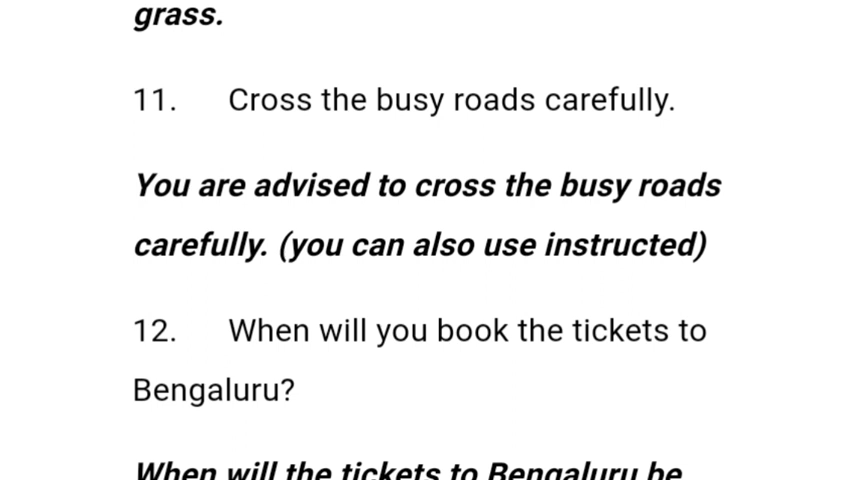 grass.
11. Cross the busy roads carefully.
You are advised to cross the busy roads
carefully. (you can also use instructed)
12. When will you book the tickets to
Bengaluru?
When will the tickets to Bengaluru be